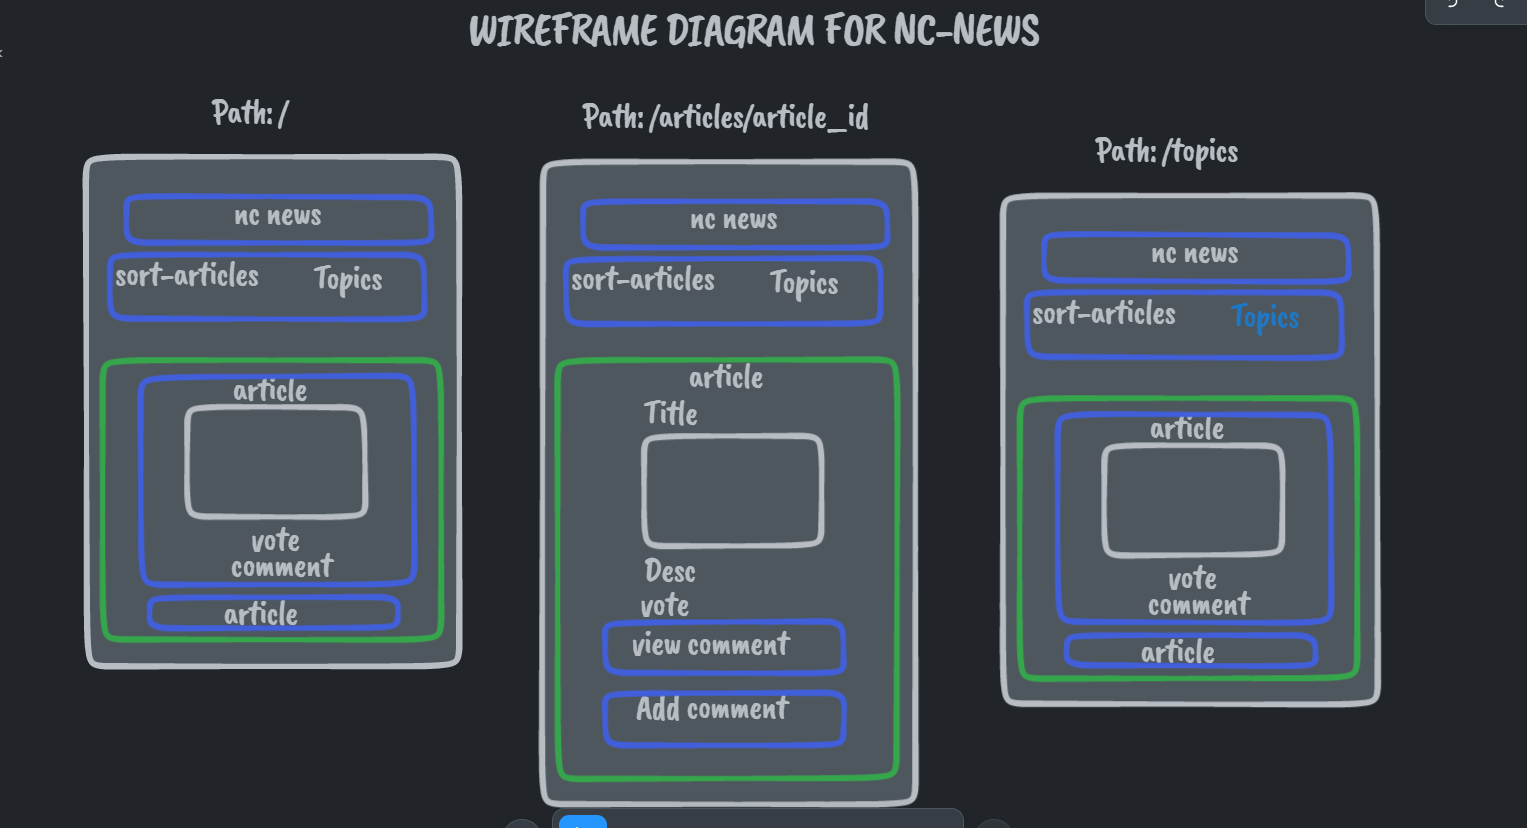 WIREFRAME DIAGRAM FOR NC-NEWS
Path: /
nc news
sort-articles Topics
article
vote
comment
article
Path: /articles/article_id
nc news
sort-articles Topics
article
Title
Desc
vote
view comment
Add comment
Path: /topics
nc news
sort-articles Topics
article
vote
comment
article